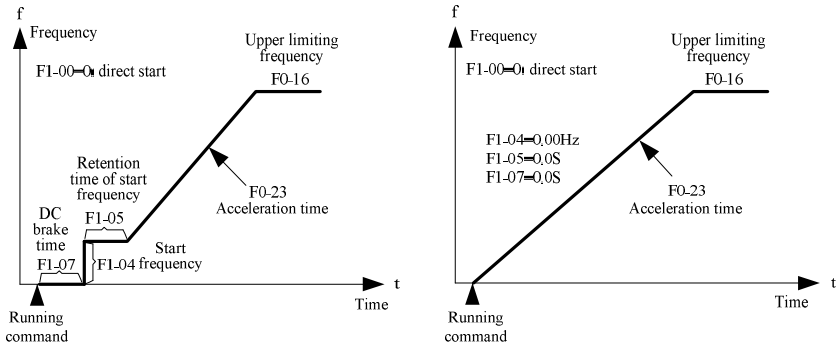 f
Frequency
F1-00=0, direct start
Upper limiting
frequency
F0-16
Retention
time of start
frequency
F1-05
F0-23
Acceleration time
DC
brake
time
F1-07
F1-04
Start
frequency
t
Time
Running
command
f
Frequency
F1-00=0, direct start
Upper limiting
frequency
F0-16
F1-04=0.00Hz
F1-05=0.0S
F1-07=0.0S
F0-23
Acceleration time
t
Time
Running
command